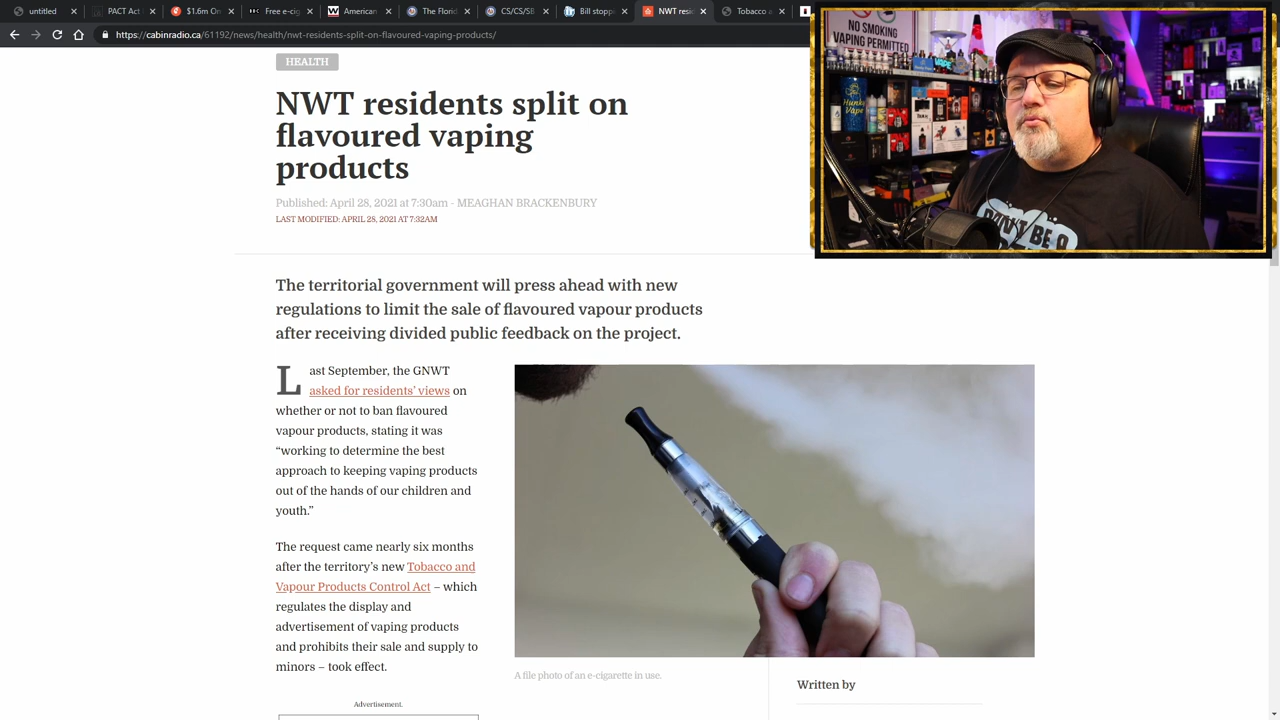 untitled
CTA) -
$1.6m On
Free e-cig
American
The Flori
CS/CS/SB
Bill stopp
NWT resi
Tobacco a
.ca/61192/news/health/nwt-residents-split-on-flavoured-vaping-products/
NO SMOKING
VAPING PERMITTED
VAPE
DON'T BE A
HEALTH
NWT residents split on
flavoured vaping
products
Published: April 28, 2021 at 7:30am - MEAGHAN BRACKENBURY
LAST MODIFIED: APRIL 28, 2021 AT 7:32AM
The territorial government will press ahead with new
regulations to limit the sale of flavoured vapour products
after receiving divided public feedback on the project.
Last September, the GNWT
asked for residents’ views on
whether or not to ban flavoured
vapour products, stating it was
“working to determine the best
approach to keeping vaping products
out of the hands of our children and
youth.”
The request came nearly six months
after the territory’s new Tobacco and
Vapour Products Control Act – which
regulates the display and
advertisement of vaping products
and prohibits their sale and supply to
minors – took effect.
Advertisement.
A file photo of an e-cigarette in use.
Written by